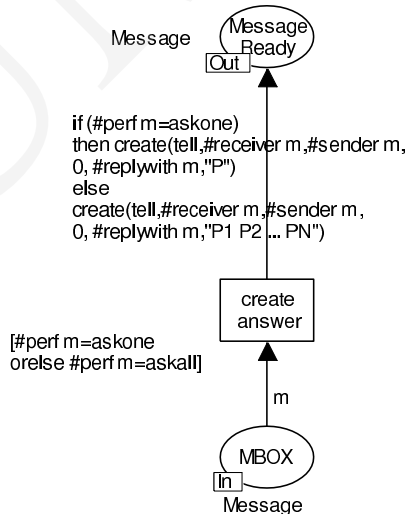 Message
Message
Ready
Out
if (#perf m=askone)
then create(tell,#receiver m,#sender m,
0, #replywith m,"P")
else
create(tell,#receiver m,#sender m,
0, #replywith m,"P1 P2 ... PN")
create
answer
[#perf m=askone
orelse #perf m=askall]
m
MBOX
In
Message